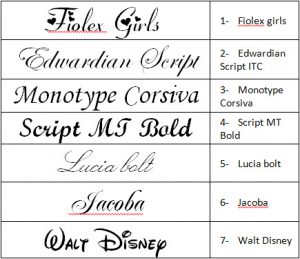 Fiolex Girls
1- Fiolex girls
Edwardian Script
2- Edwardian
Script ITC
Monotype Corsiva
3- Monotype
Corsiva
Script MT Bold
4- Script MT
Bold
Lucia bolt
5- Lucia bolt
Jacoba
6- Jacoba
Walt Disney
7- Walt Disney